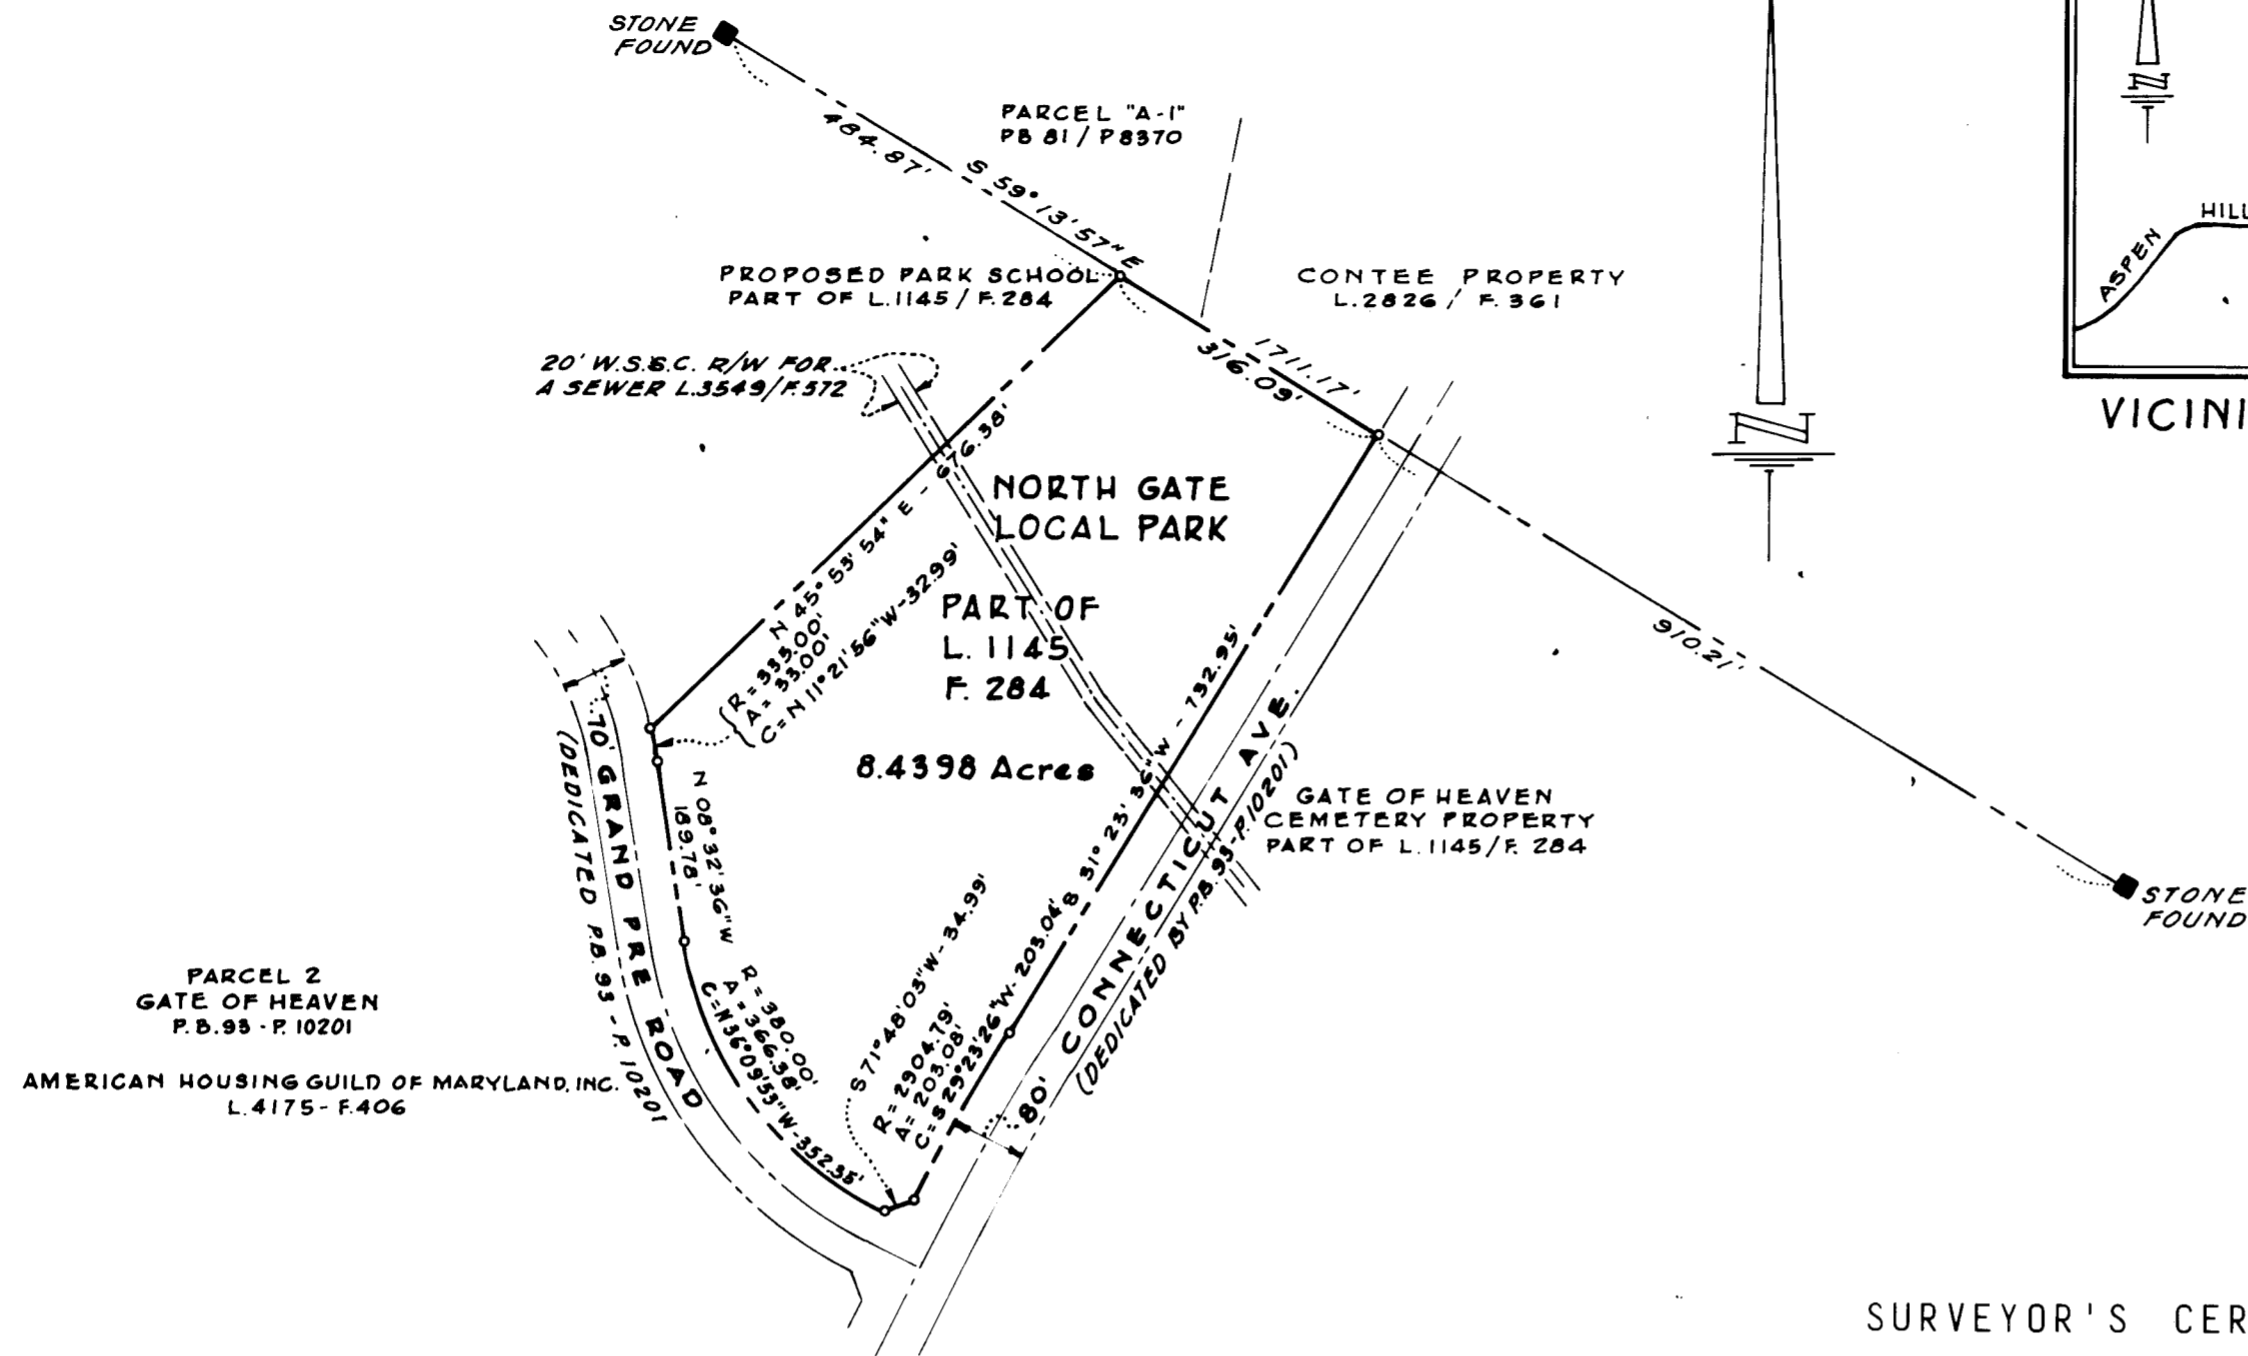 STONE
FOUND
PARCEL "A-1"
PB 81 / P 8370
484.87'
S 59° 13' 57" E
PROPOSED PARK SCHOOL
PART OF L.1145 / F. 284
CONTEE PROPERTY
L.2826 / F. 361
1711.17'
316.09'
20' W.S.S.C. R/W FOR
A SEWER L.3549/F.572
N 45° 53' 54" E - 676.38'
NORTH GATE
LOCAL PARK
R = 335.00'
A = 33.00'
C = N 11° 21' 56" W - 32.99'
PART OF
L. 1145
F. 284
8.4398 Acres
S 31° 23' 36" W - 732.95'
910.21'
N
N
ASPEN
HILL
VICINI
70' GRAND PRE ROAD
(DEDICATED P.B. 93 - P. 10201
N 08° 32' 36" W
189.78'
GATE OF HEAVEN
CEMETERY PROPERTY
PART OF L.1145/F. 284
STONE
FOUND
80' CONNECTICUT AVE.
(DEDICATED BY P.B. 93-P. 10201)
R = 380.00'
A = 366.38'
C = N 36° 09' 53" W - 352.35'
S 71° 48' 03" W - 34.99'
R = 2904.79'
A = 203.08'
C = S 29° 23' 26" W - 203.04'
PARCEL 2
GATE OF HEAVEN
P.B. 93 - P. 10201
AMERICAN HOUSING GUILD OF MARYLAND, INC.
L. 4175 - F. 406
SURVEYOR'S CER